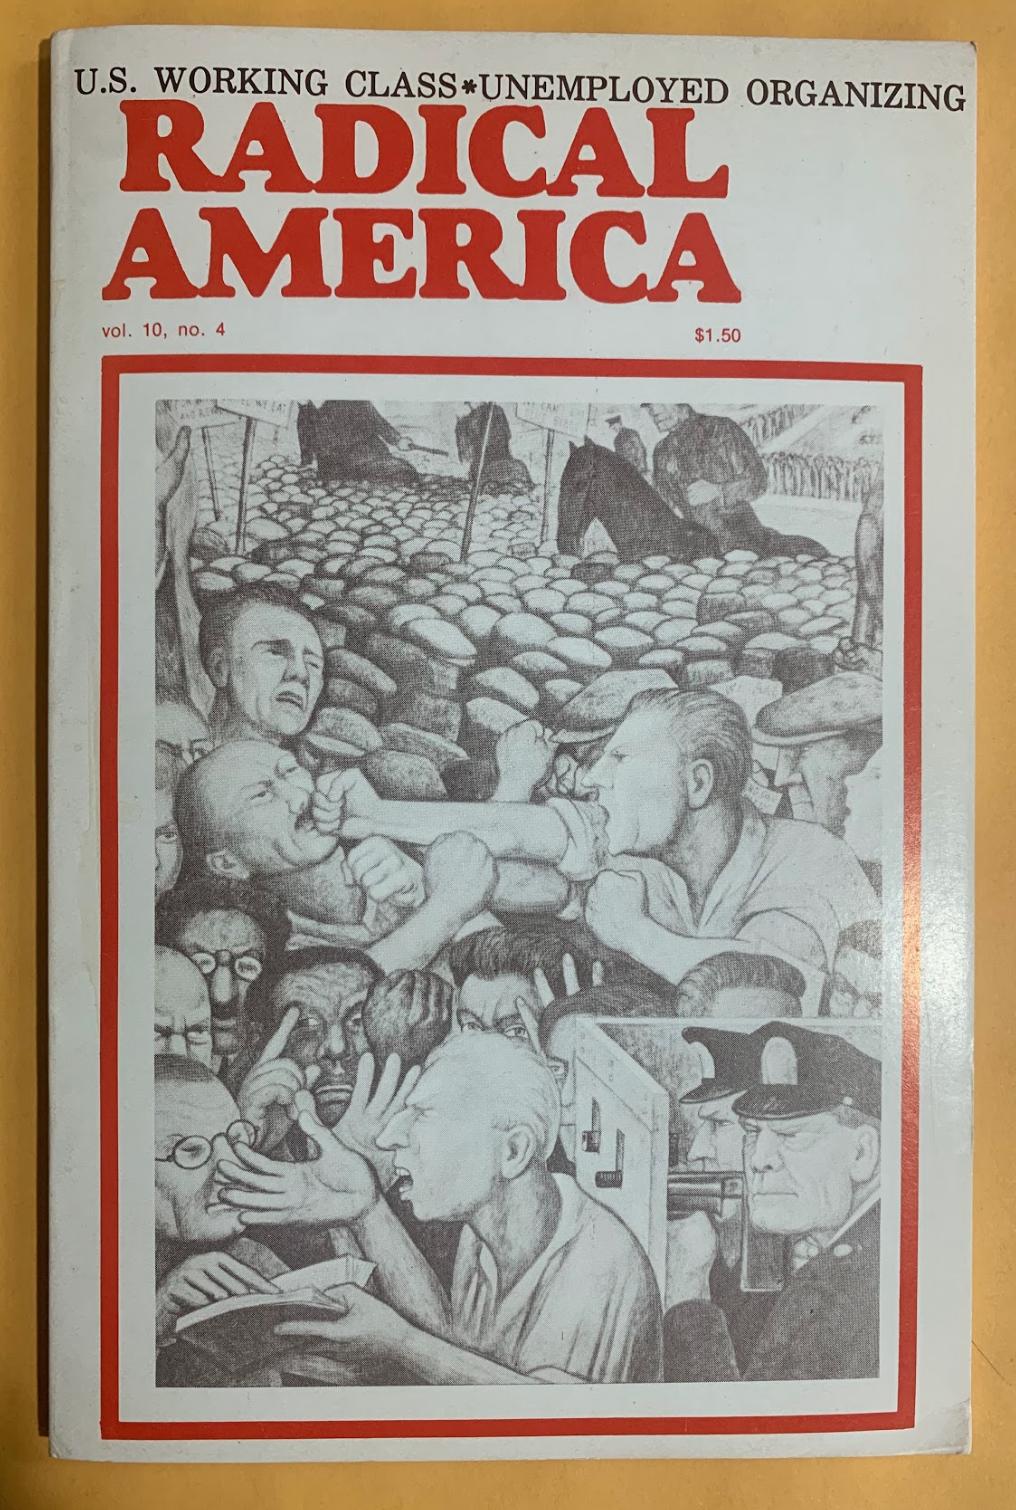 U.S. WORKING CLASS*UNEMPLOYED ORGANIZING
RADICAL
AMERICA
vol. 10, no. 4
$1.50